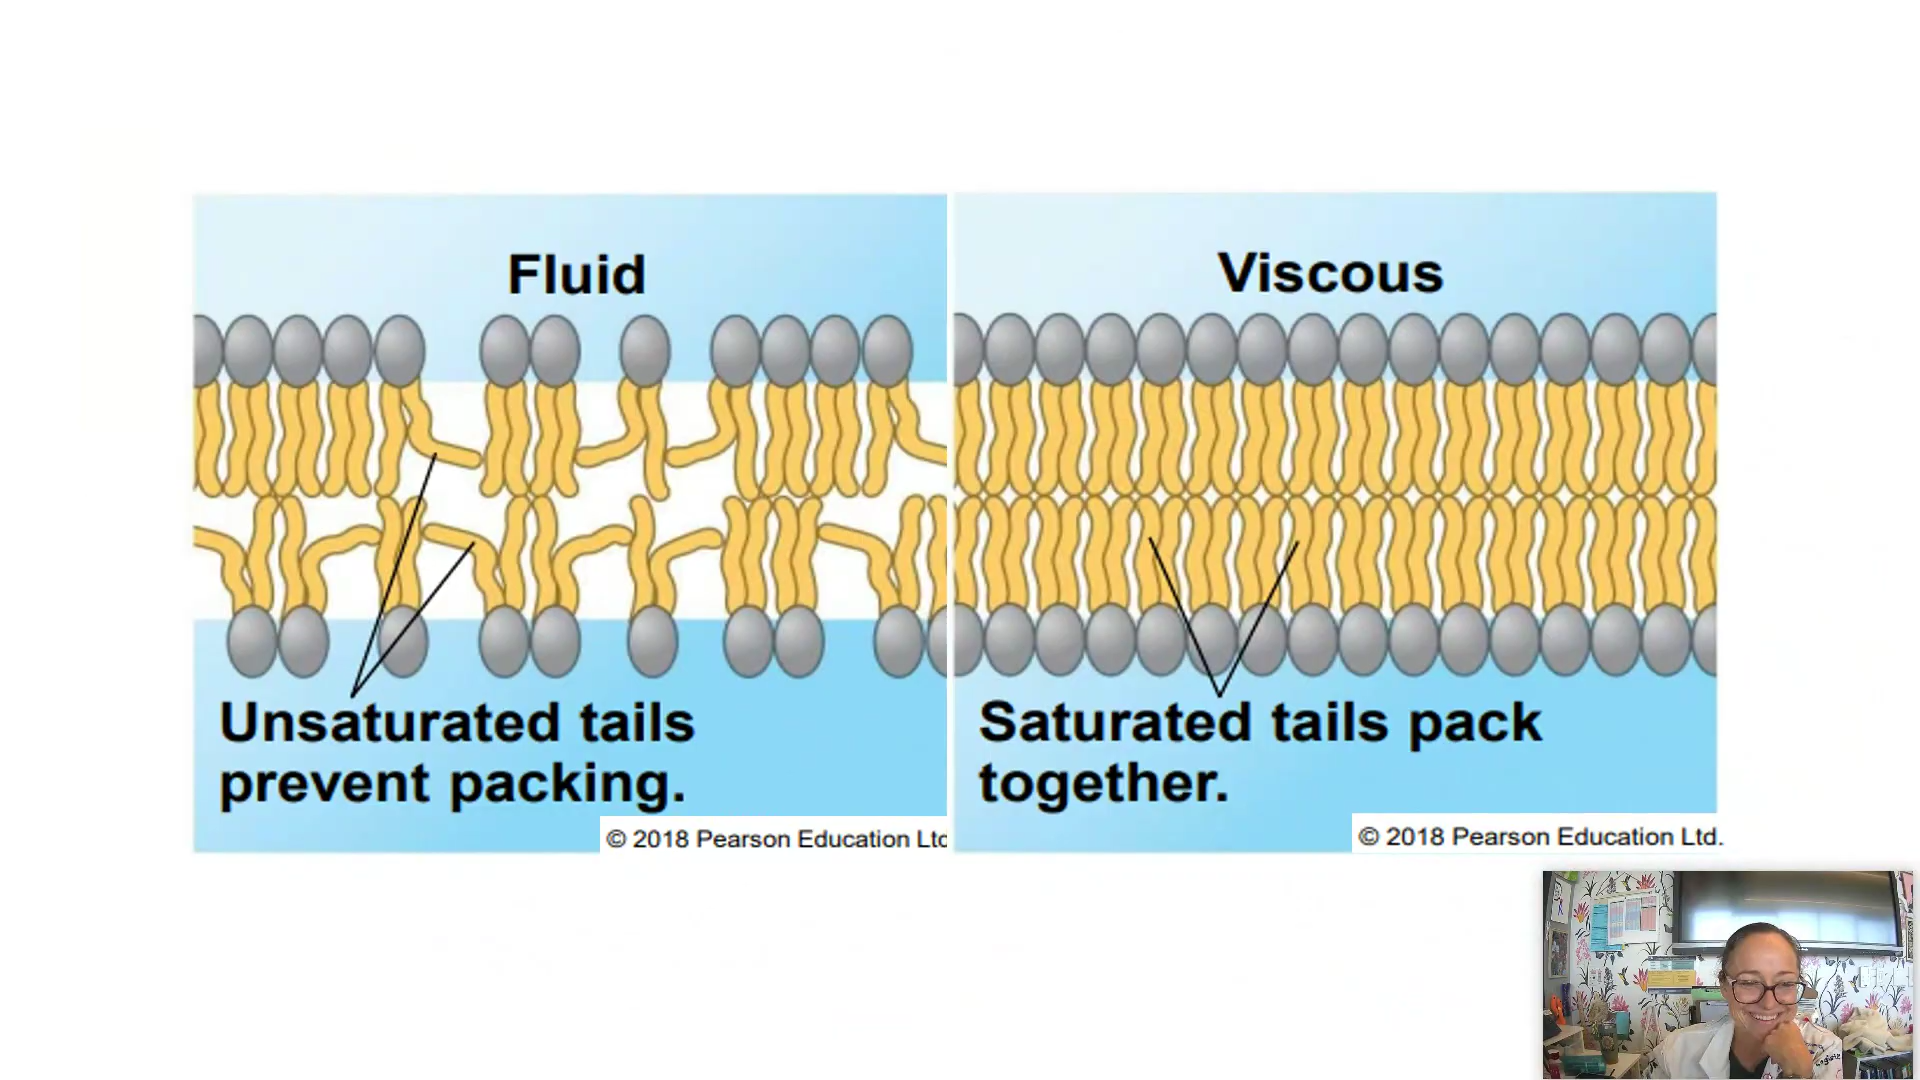 Fluid
Unsaturated tails
prevent packing.
© 2018 Pearson Education Ltd
Viscous
Saturated tails pack
together.
© 2018 Pearson Education Ltd.